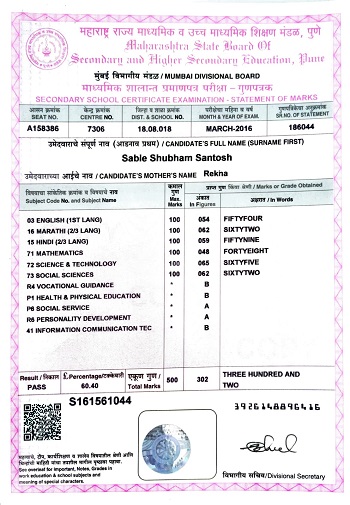 महाराष्ट्र राज्य माध्यमिक व उच्च माध्यमिक शिक्षण मंडळ, पुणे
Maharashtra State Board Of
Secondary and Higher Secondary Education, Pune
मुंबई विभागीय मंडळ / MUMBAI DIVISIONAL BOARD
माध्यमिक शालान्त प्रमाणपत्र परीक्षा - गुणपत्रक
SECONDARY SCHOOL CERTIFICATE EXAMINATION - STATEMENT OF MARKS
आसन क्रमांक केन्द्र क्रमांक जिल्हा व शाळा क्रमांक परीक्षेचा महिना व वर्ष गुणपत्रिकेचा अनुक्रमांक
SEAT NO. CENTRE NO. DIST. & SCHOOL NO. MONTH & YEAR OF EXAM. SR.NO. OF STATEMENT
A158386 7306 18.08.018 MARCH-2016 186044
उमेदवाराचे संपूर्ण नाव (आडनाव प्रथम) / CANDIDATE'S FULL NAME (SURNAME FIRST)
Sable Shubham Santosh
उमेदवाराच्या आईचे नाव / CANDIDATE'S MOTHER'S NAME Rekha
विषयाचा सांकेतिक क्रमांक व विषयाचे नाव कमाल गुण प्राप्त गुण किंवा श्रेणी / Marks or Grade Obtained
Subject Code No. and Subject Name Max. Marks अंकात In Figures अक्षरात / In Words
03 ENGLISH (1ST LANG) 100 054 FIFTYFOUR
16 MARATHI (2/3 LANG) 100 062 SIXTYTWO
15 HINDI (2/3 LANG) 100 059 FIFTYNINE
71 MATHEMATICS 100 048 FORTYEIGHT
72 SCIENCE & TECHNOLOGY 100 065 SIXTYFIVE
73 SOCIAL SCIENCES 100 062 SIXTYTWO
R4 VOCATIONAL GUIDANCE * B
P1 HEALTH & PHYSICAL EDUCATION * B
P8 SOCIAL SERVICE * A
R6 PERSONALITY DEVELOPMENT * A
41 INFORMATION COMMUNICATION TEC * B
Result / निकाल £ Percentage/टक्केवारी एकूण गुण / Total Marks 500 302 THREE HUNDRED AND TWO
PASS 60.40
S161561044
3926148896416
See overleaf for important, Notes, Grades in
work education & school subjects and
meaning of special characters.
विभागीय सचिव/Divisional Secretary